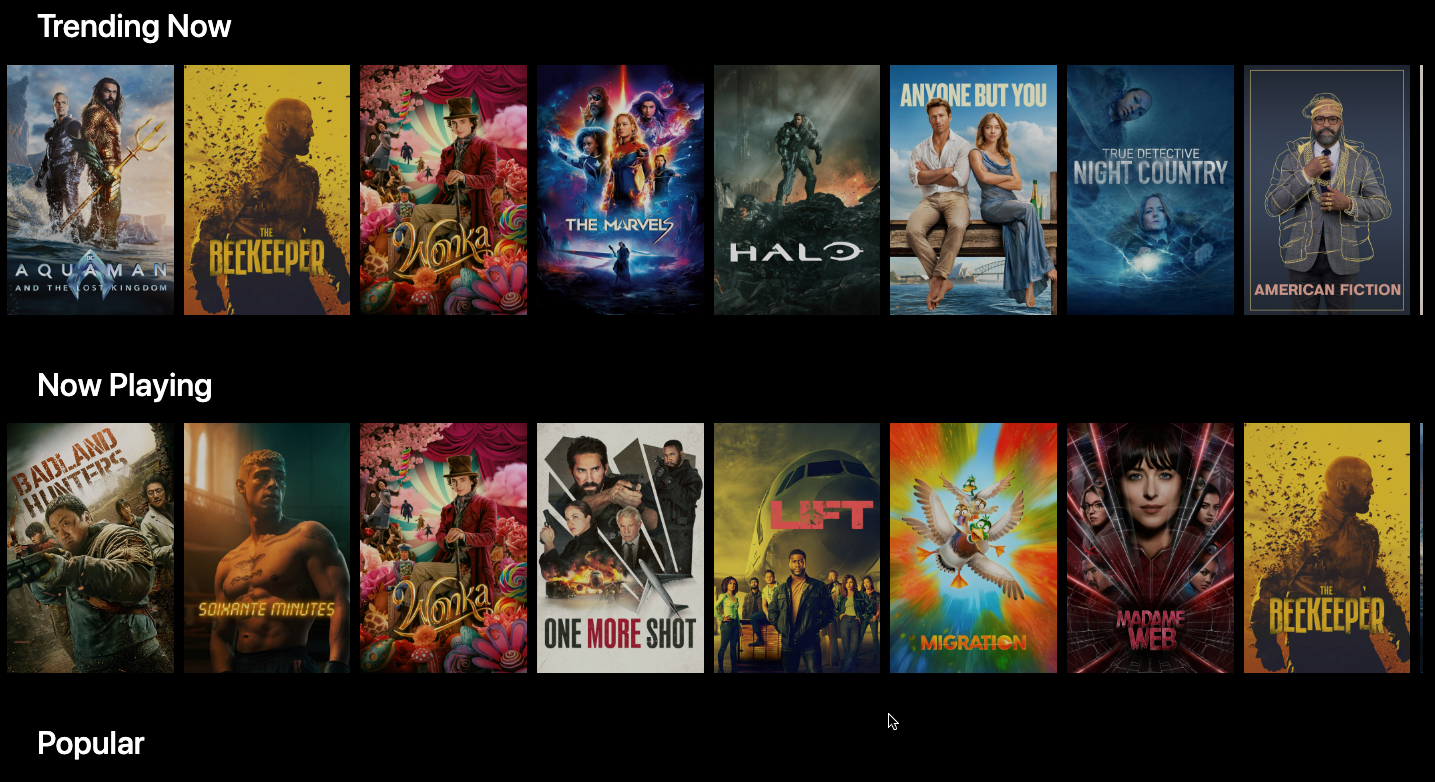 Trending Now
DC
AQUAMAN
AND THE LOST KINGDOM
THE
BEEKEEPER
Wonka
THE MARVELS
HALO
ANYONE BUT YOU
TRUE DETECTIVE
NIGHT COUNTRY
AMERICAN FICTION
Now Playing
BADLAND
HUNTERS
SOIXANTE MINUTES
Wonka
ONE MORE SHOT
LIFT
MIGRATION
MADAME
WEB
THE
BEEKEEPER
Popular